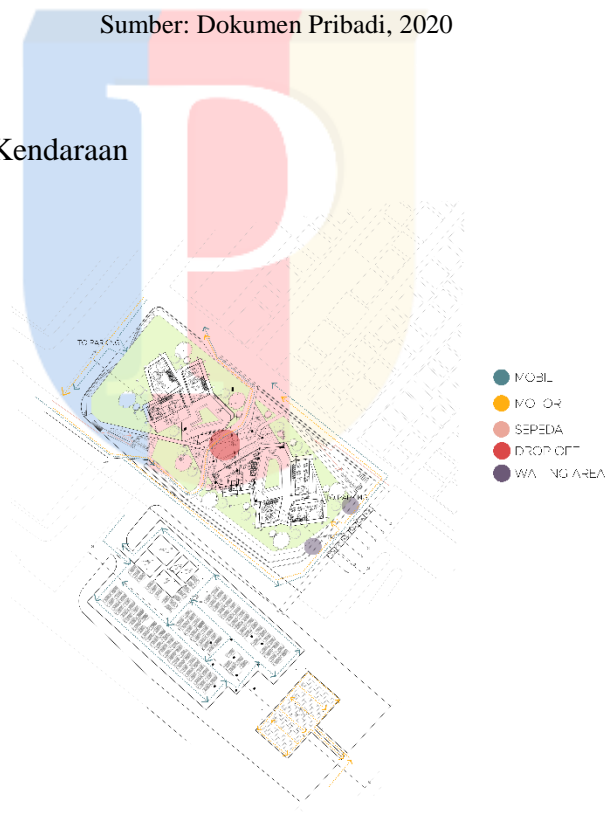 Sumber: Dokumen Pribadi, 2020
Kendaraan
P
TO PARKING
MOBIL
MOTOR
SEPEDA
DROP OFF
WAITING AREA